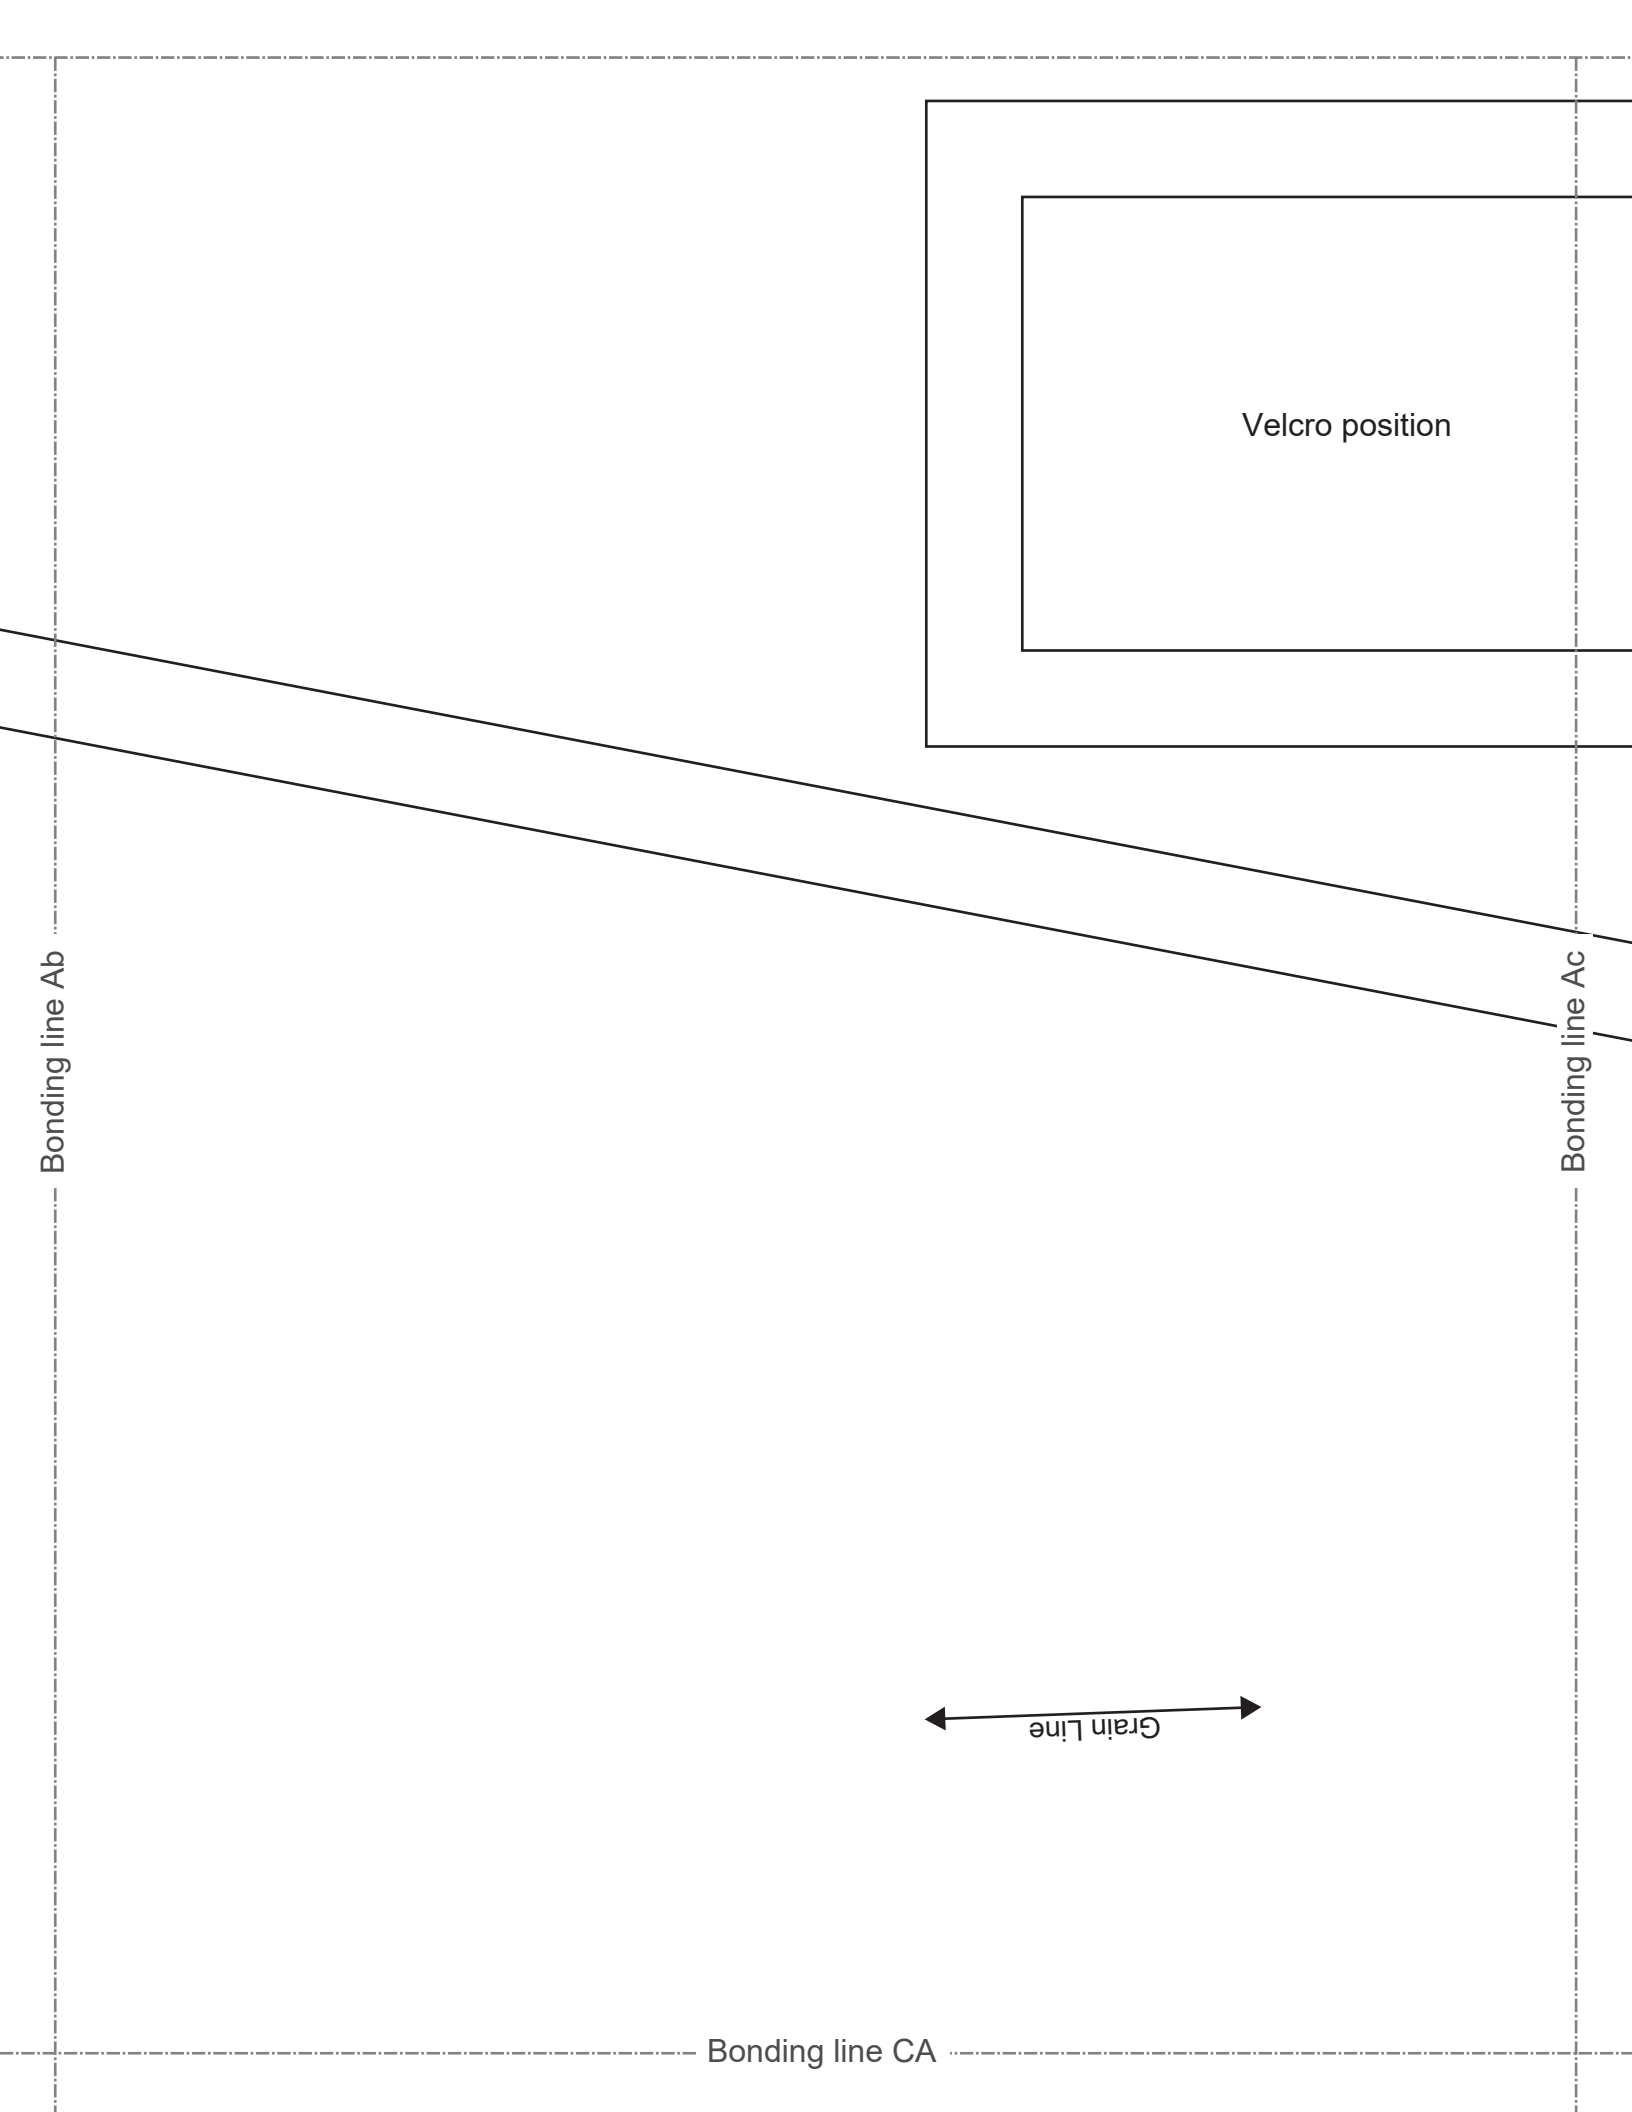 Velcro position
Bonding line Ab
Bonding line Ac
Grain Line
Bonding line CA